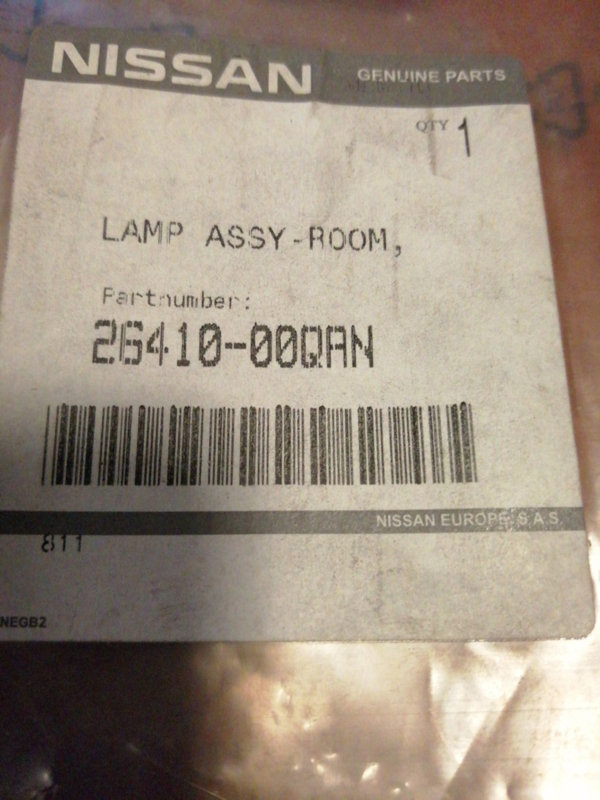 NISSAN GENUINE PARTS
QTY 1
LAMP ASSY-ROOM,
Partnumber:
26410-00QAN
NISSAN EUROPE S.A.S.
811
NEGB2